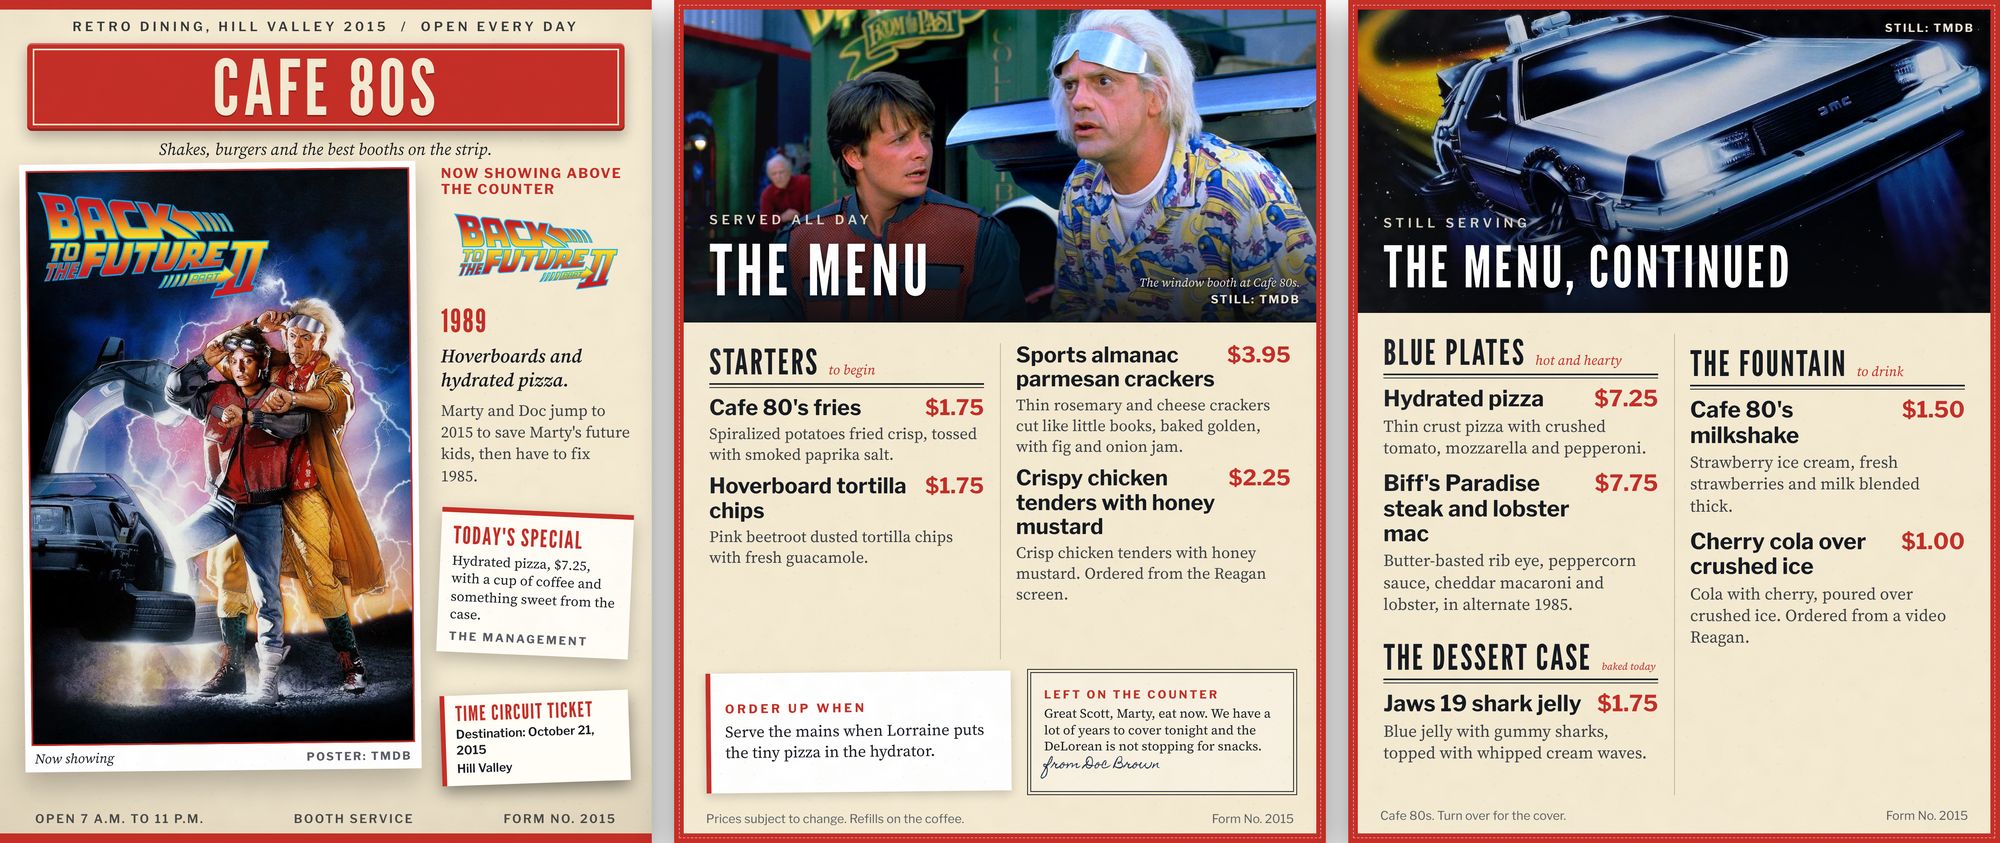 RETRO DINING, HILL VALLEY 2015 / OPEN EVERY DAY
CAFE 80S
Shakes, burgers and the best booths on the strip.
BACK
TO THE FUTURE
PART II
Now showing
POSTER: TMDB
NOW SHOWING ABOVE
THE COUNTER
BACK
TO THE FUTURE
PART II
1989
Hoverboards and
hydrated pizza.
Marty and Doc jump to
2015 to save Marty's future
kids, then have to fix
1985.
TODAY'S SPECIAL
Hydrated pizza, $7.25,
with a cup of coffee and
something sweet from the
case.
THE MANAGEMENT
TIME CIRCUIT TICKET
Destination: October 21,
2015
Hill Valley
OPEN 7 A.M. TO 11 P.M.
BOOTH SERVICE
FORM NO. 2015
FROM THE PAST
SERVED ALL DAY
THE MENU
The window booth at Cafe 80s.
STILL: TMDB
STARTERS to begin
Cafe 80's fries $1.75
Spiralized potatoes fried crisp, tossed
with smoked paprika salt.
Hoverboard tortilla $1.75
chips
Pink beetroot dusted tortilla chips
with fresh guacamole.
Sports almanac $3.95
parmesan crackers
Thin rosemary and cheese crackers
cut like little books, baked golden,
with fig and onion jam.
Crispy chicken $2.25
tenders with honey
mustard
Crisp chicken tenders with honey
mustard. Ordered from the Reagan
screen.
ORDER UP WHEN
Serve the mains when Lorraine puts
the tiny pizza in the hydrator.
LEFT ON THE COUNTER
Great Scott, Marty, eat now. We have a
lot of years to cover tonight and the
DeLorean is not stopping for snacks.
from Doc Brown
Prices subject to change. Refills on the coffee.
Form No. 2015
STILL: TMDB
DMC
STILL SERVING
THE MENU, CONTINUED
BLUE PLATES hot and hearty
Hydrated pizza $7.25
Thin crust pizza with crushed
tomato, mozzarella and pepperoni.
Biff's Paradise $7.75
steak and lobster
mac
Butter-basted rib eye, peppercorn
sauce, cheddar macaroni and
lobster, in alternate 1985.
THE DESSERT CASE baked today
Jaws 19 shark jelly $1.75
Blue jelly with gummy sharks,
topped with whipped cream waves.
THE FOUNTAIN to drink
Cafe 80's $1.50
milkshake
Strawberry ice cream, fresh
strawberries and milk blended
thick.
Cherry cola over $1.00
crushed ice
Cola with cherry, poured over
crushed ice. Ordered from a video
Reagan.
Cafe 80s. Turn over for the cover.
Form No. 2015